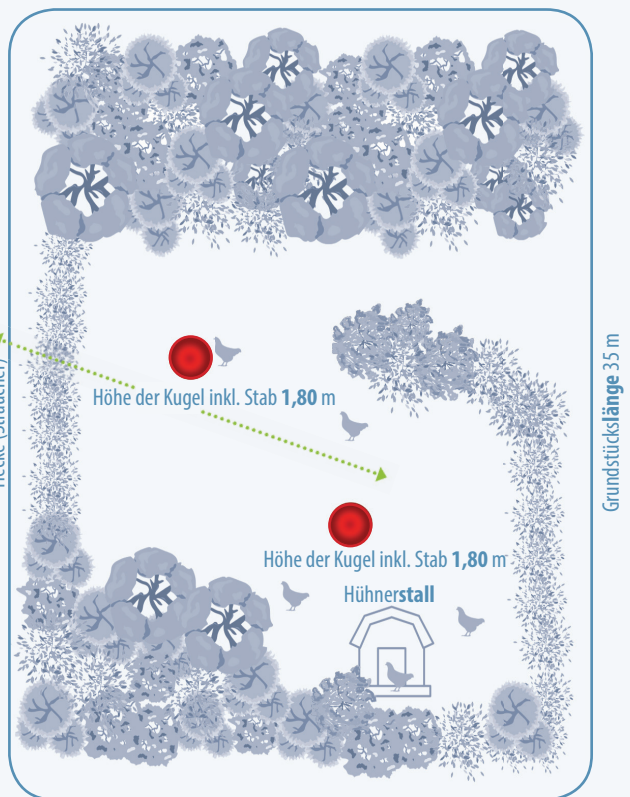 Höhe der Kugel inkl. Stab 1,80 m
Höhe der Kugel inkl. Stab 1,80 m
Hühnerstall
Grundstückslänge 35 m